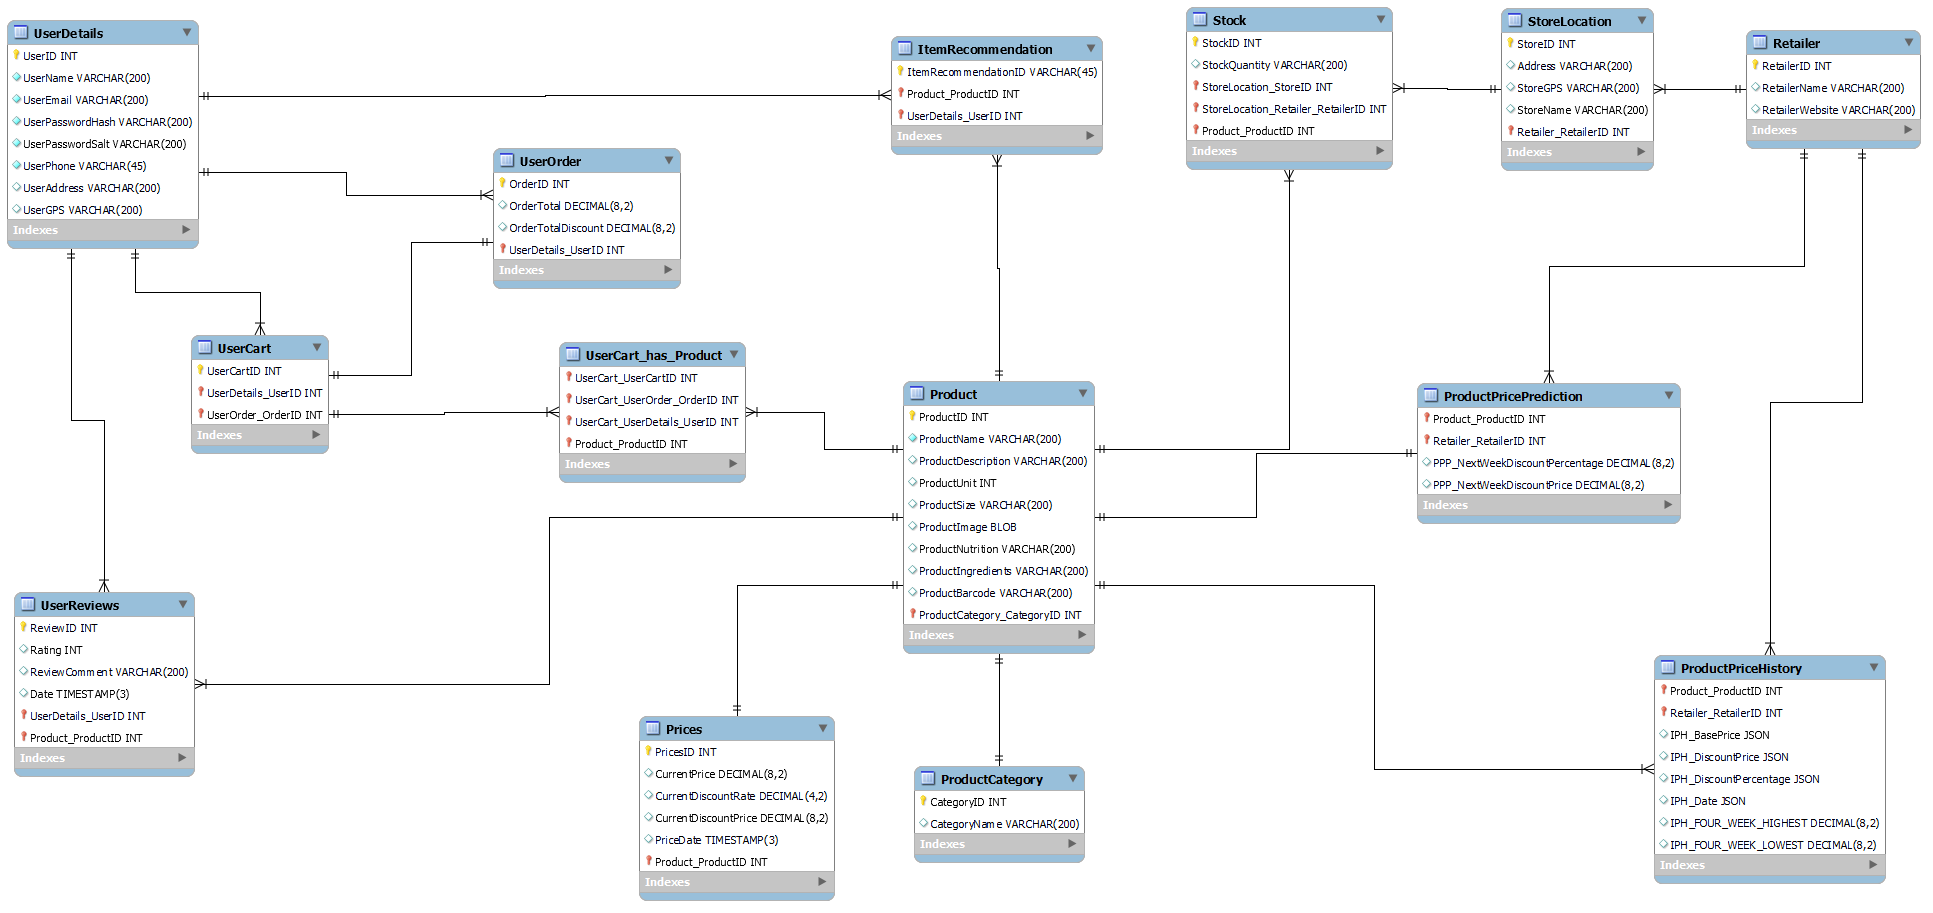 UserDetails
UserID INT
UserName VARCHAR(200)
UserEmail VARCHAR(200)
UserPasswordHash VARCHAR(200)
UserPasswordSalt VARCHAR(200)
UserPhone VARCHAR(45)
UserAddress VARCHAR(200)
UserGPS VARCHAR(200)
Indexes
UserOrder
OrderID INT
OrderTotal DECIMAL(8,2)
OrderTotalDiscount DECIMAL(8,2)
UserDetails_UserID INT
Indexes
ItemRecommendation
ItemRecommendationID VARCHAR(45)
Product_ProductID INT
UserDetails_UserID INT
Indexes
Stock
StockID INT
StockQuantity VARCHAR(200)
StoreLocation_StoreID INT
StoreLocation_Retailer_RetailerID INT
Product_ProductID INT
Indexes
StoreLocation
StoreID INT
Address VARCHAR(200)
StoreGPS VARCHAR(200)
StoreName VARCHAR(200)
Retailer_RetailerID INT
Indexes
Retailer
RetailerID INT
RetailerName VARCHAR(200)
RetailerWebsite VARCHAR(200)
Indexes
UserCart
UserCartID INT
UserDetails_UserID INT
UserOrder_OrderID INT
Indexes
UserCart_has_Product
UserCart_UserCartID INT
UserCart_UserOrder_OrderID INT
UserCart_UserDetails_UserID INT
Product_ProductID INT
Indexes
Product
ProductID INT
ProductName VARCHAR(200)
ProductDescription VARCHAR(200)
ProductUnit INT
ProductSize VARCHAR(200)
ProductImage BLOB
ProductNutrition VARCHAR(200)
ProductIngredients VARCHAR(200)
ProductBarcode VARCHAR(200)
ProductCategory_CategoryID INT
Indexes
ProductPricePrediction
Product_ProductID INT
Retailer_RetailerID INT
PPP_NextWeekDiscountPercentage DECIMAL(8,2)
PPP_NextWeekDiscountPrice DECIMAL(8,2)
Indexes
UserReviews
ReviewID INT
Rating INT
ReviewComment VARCHAR(200)
Date TIMESTAMP(3)
UserDetails_UserID INT
Product_ProductID INT
Indexes
Prices
PricesID INT
CurrentPrice DECIMAL(8,2)
CurrentDiscountRate DECIMAL(4,2)
CurrentDiscountPrice DECIMAL(8,2)
PriceDate TIMESTAMP(3)
Product_ProductID INT
Indexes
ProductCategory
CategoryID INT
CategoryName VARCHAR(200)
Indexes
ProductPriceHistory
Product_ProductID INT
Retailer_RetailerID INT
IPH_BasePrice JSON
IPH_DiscountPrice JSON
IPH_DiscountPercentage JSON
IPH_Date JSON
IPH_FOUR_WEEK_HIGHEST DECIMAL(8,2)
IPH_FOUR_WEEK_LOWEST DECIMAL(8,2)
Indexes